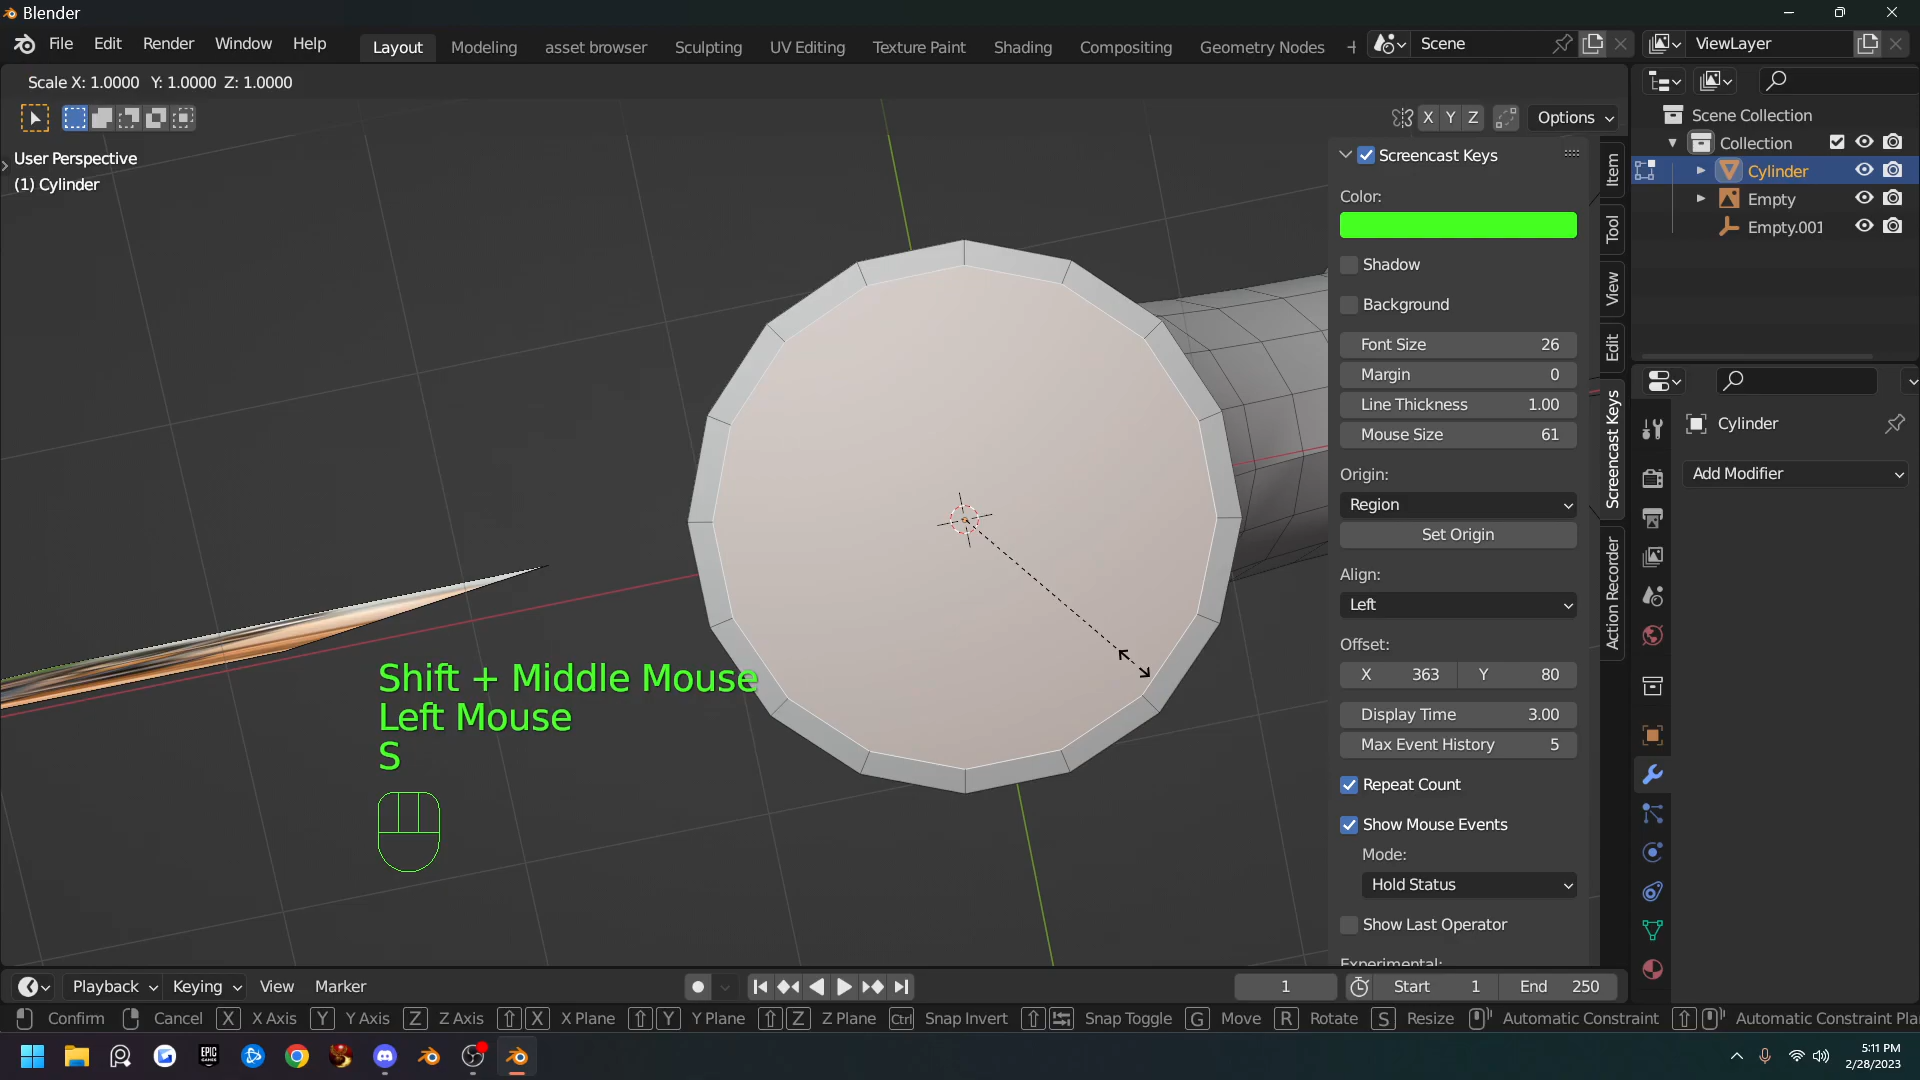 Blender
File Edit Render Window Help Layout Modeling asset browser Sculpting UV Editing Texture Paint Shading Compositing Geometry Nodes Scene ViewLayer
Scale X: 1.0000 Y: 1.0000 Z: 1.0000
X Y Z Options
User Perspective
(1) Cylinder
Scene Collection
Collection
Cylinder
Empty
Empty.001
Screencast Keys
Color:
Shadow
Background
Font Size 26
Margin 0
Line Thickness 1.00
Mouse Size 61
Origin:
Region
Set Origin
Align:
Left
Offset:
X 363 Y 80
Display Time 3.00
Max Event History 5
Repeat Count
Show Mouse Events
Mode:
Hold Status
Show Last Operator
Experimental:
Item
Tool
View
Edit
Screencast Keys
Action Recorder
Cylinder
Add Modifier
Shift + Middle Mouse
Left Mouse
S
Playback Keying View Marker 1 Start 1 End 250
Confirm Cancel X X Axis Y Y Axis Z Z Axis X X Plane Y Y Plane Z Z Plane Ctrl Snap Invert Snap Toggle G Move R Rotate S Resize Automatic Constraint Automatic Constraint Pla
EPIC GAMES
5:11 PM
2/28/2023